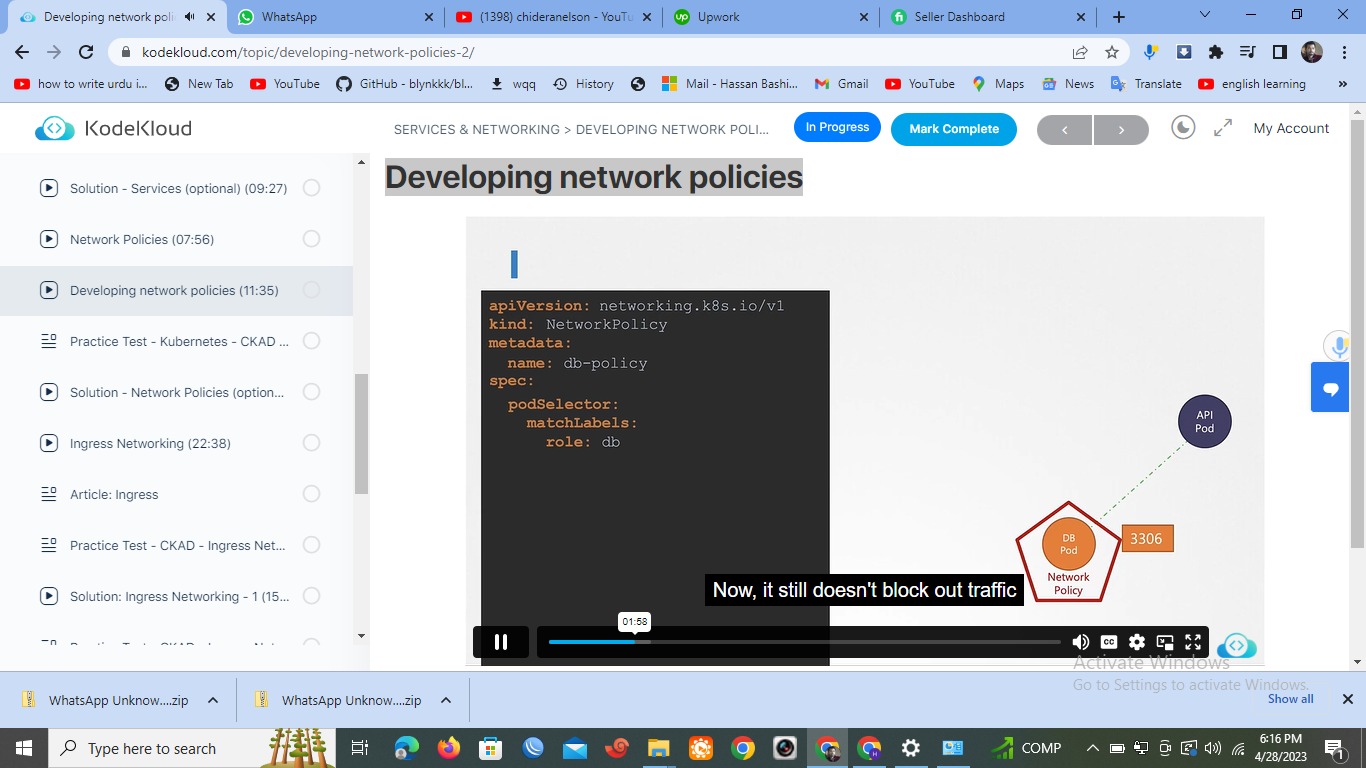 Developing network poli
WhatsApp
(1398) chideranelson - YouTu
Upwork
Seller Dashboard
kodekloud.com/topic/developing-network-policies-2/
how to write urdu i...
New Tab
YouTube
GitHub - blynkkk/bl...
wqq
History
Mail - Hassan Bashi...
Gmail
YouTube
Maps
News
Translate
english learning
»
KodeKloud
SERVICES & NETWORKING > DEVELOPING NETWORK POLI...
In Progress
Mark Complete
<
>
My Account
Solution - Services (optional) (09:27)
Network Policies (07:56)
Developing network policies (11:35)
Practice Test - Kubernetes - CKAD ...
Solution - Network Policies (option...
Ingress Networking (22:38)
Article: Ingress
Practice Test - CKAD - Ingress Net...
Solution: Ingress Networking - 1 (15...
Developing network policies
apiVersion: networking.k8s.io/v1
kind: NetworkPolicy
metadata:
name: db-policy
spec:
podSelector:
matchLabels:
role: db
API
Pod
DB
Pod
3306
Network
Policy
Now, it still doesn't block out traffic
01:58
CC
Activate Windows
Go to Settings to activate Windows.
WhatsApp Unknow....zip
WhatsApp Unknow....zip
Show all
Type here to search
COMP
6:16 PM
4/28/2023
1